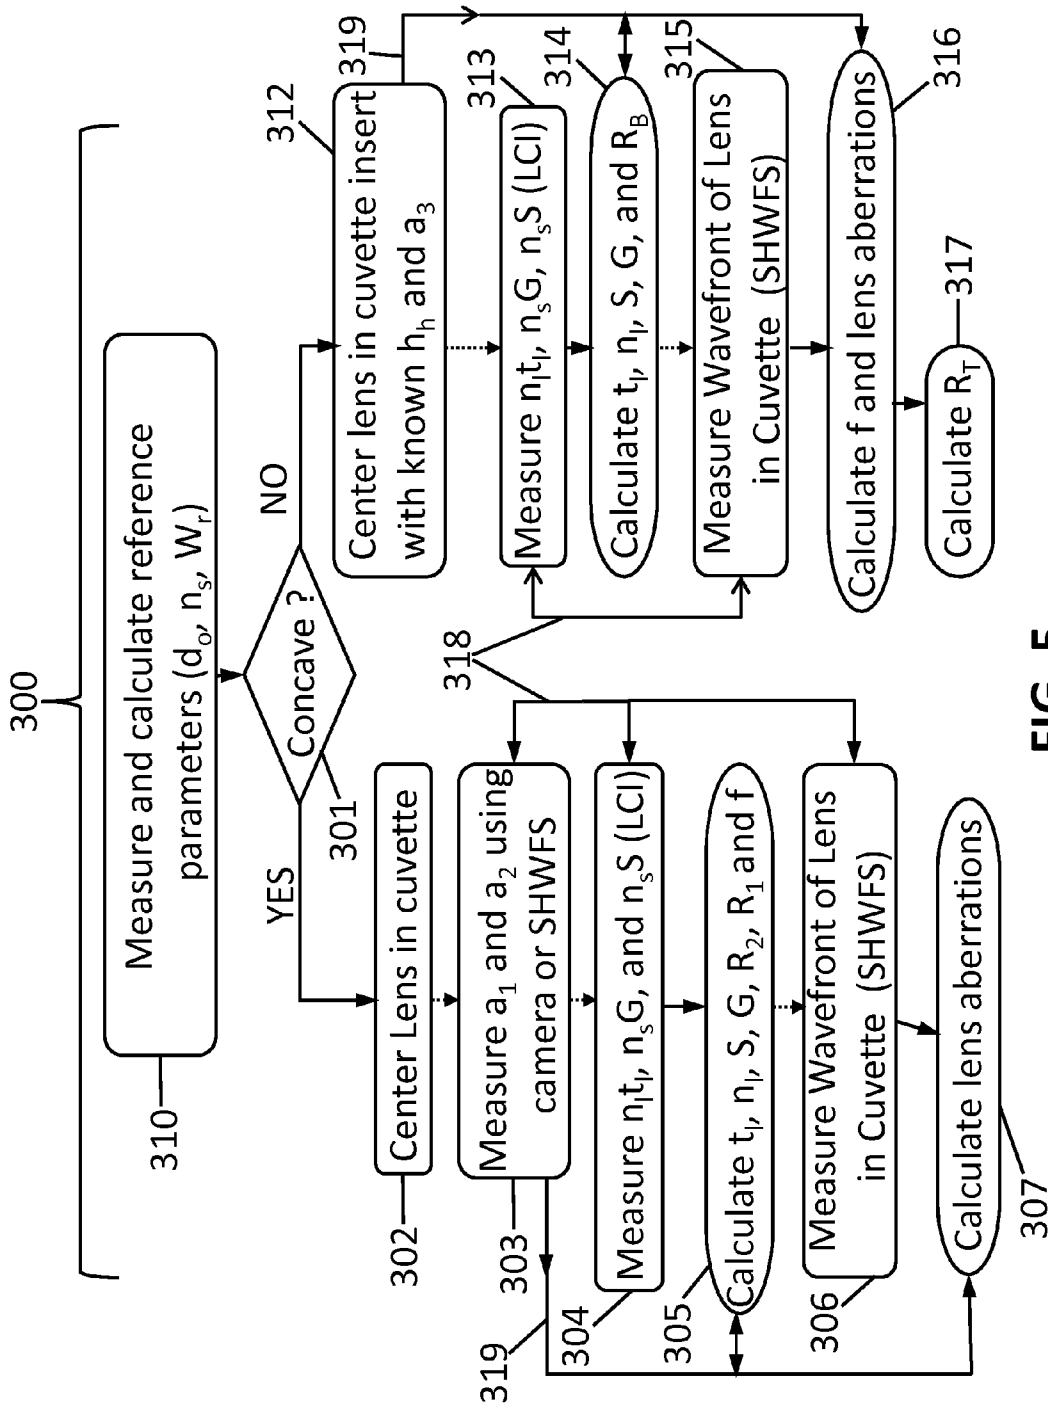 300
310
Measure and calculate reference
parameters (dₒ, nₛ, Wᵣ)
Concave ?
301
YES
NO
302
Center Lens in cuvette
303
Measure a₁ and a₂ using
camera or SHWFS
319
304
Measure nₗtₗ, nₛG, and nₛS (LCI)
305
Calculate tₗ, nₗ, S, G, R₂, R₁ and f
306
Measure Wavefront of Lens
in Cuvette (SHWFS)
307
Calculate lens aberrations
318
312
Center lens in cuvette insert
with known hₕ and a₃
319
313
Measure nₗtₗ, nₛG, nₛS (LCI)
314
Calculate tₗ, nₗ, S, G, and R_B
315
Measure Wavefront of Lens
in Cuvette (SHWFS)
316
Calculate f and lens aberrations
317
Calculate R_T
FIG. 5